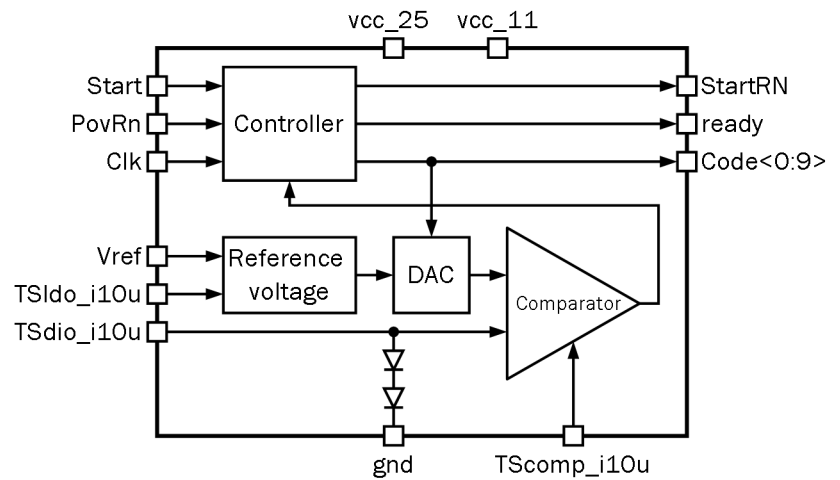 vcc_25
vcc_11
Start
PovRn
Clk
Controller
StartRN
ready
Code<0:9>
Vref
TSldo_i10u
TSdio_i10u
Reference
voltage
DAC
Comparator
gnd
TScomp_i10u